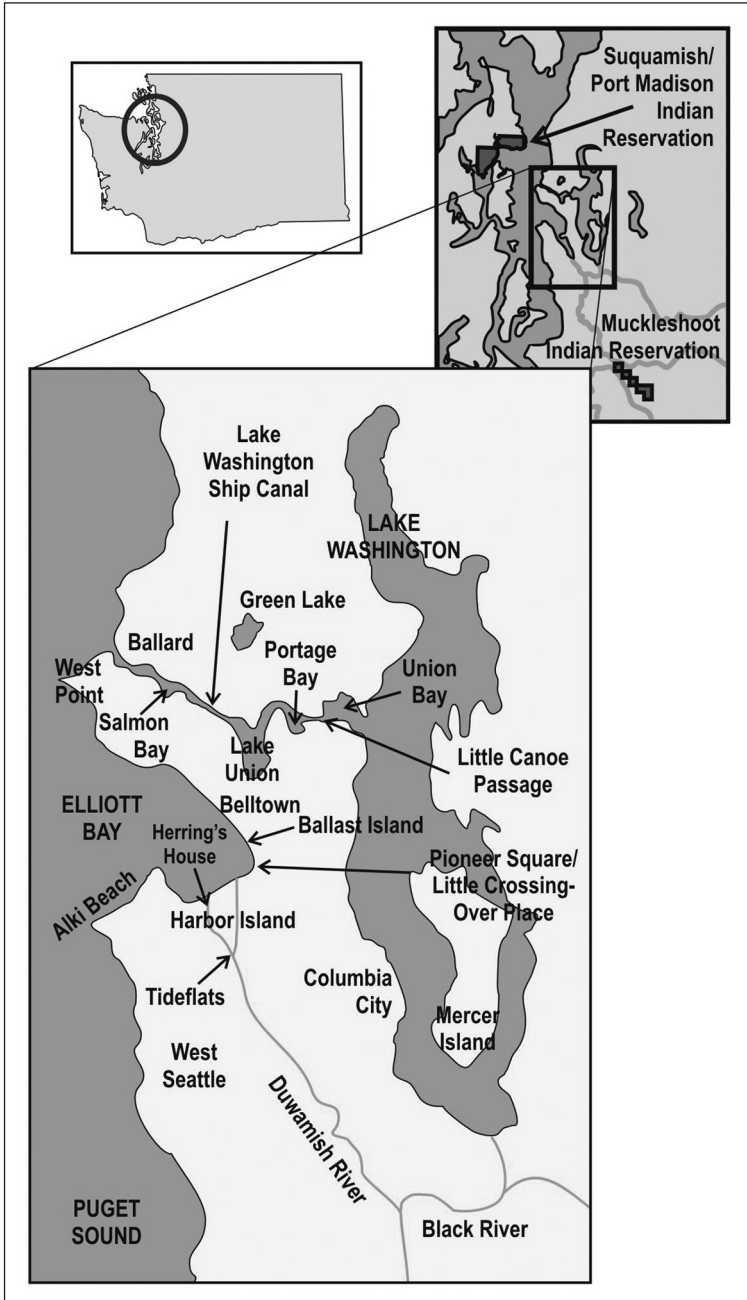 Suquamish/
Port Madison
Indian
Reservation
Muckleshoot
Indian Reservation
Lake
Washington
Ship Canal
LAKE
WASHINGTON
Green Lake
Ballard
Portage
Bay
West
Point
Union
Bay
Salmon
Bay
Lake
Union
Little Canoe
Passage
Belltown
ELLIOTT
BAY
Ballast Island
Herring's
House
Pioneer Square/
Little Crossing-
Over Place
Alki Beach
Harbor Island
Tideflats
Columbia
City
Mercer
Island
West
Seattle
Duwamish River
PUGET
SOUND
Black River